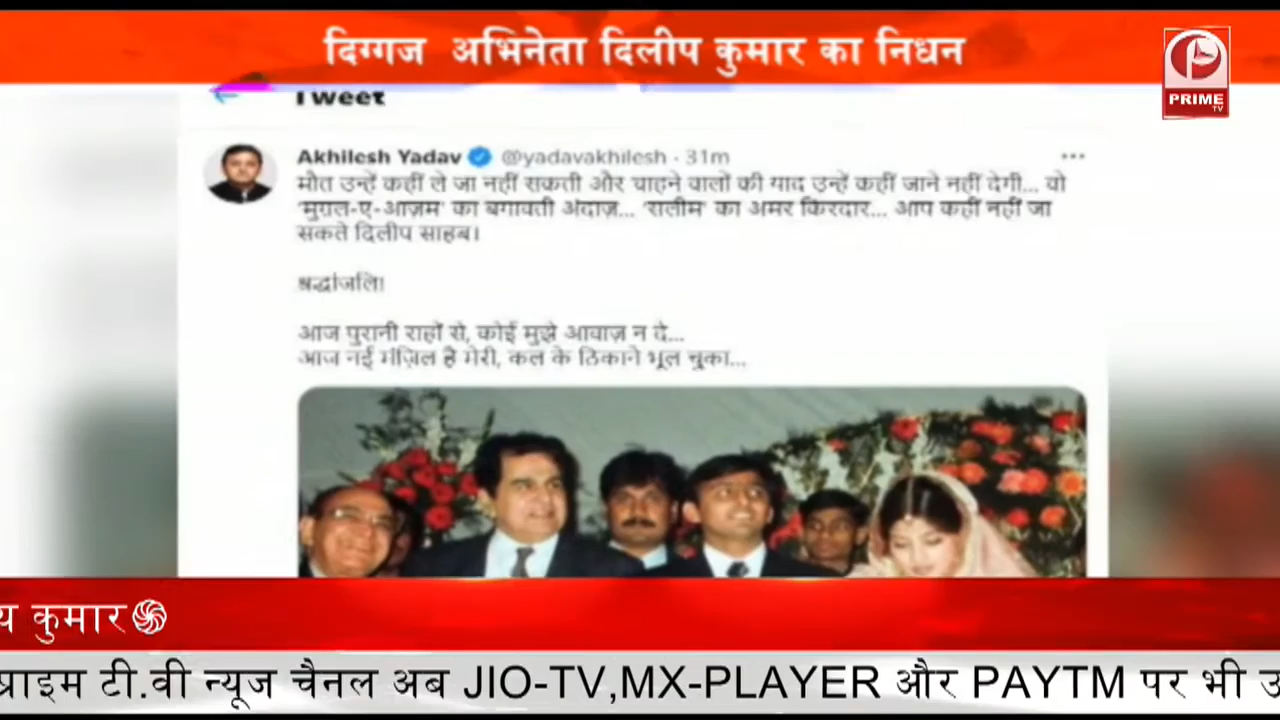 दिग्गज अभिनेता दिलीप कुमार का निधन
PRIME
TV
Tweet
Akhilesh Yadav @yadavakhilesh · 31m
मौत उन्हें कहीं ले जा नहीं सकती और चाहने वालों की याद उन्हें कहीं जाने नहीं देगी... वो
'मुग़ल-ए-आज़म' का बग़ावती अंदाज़... 'सलीम' का अमर किरदार... आप कहीं नहीं जा
सकते दिलीप साहब।
श्रद्धांजलि!
आज पुरानी राहों से, कोई मुझे आवाज़ न दे...
आज नई मंज़िल है मेरी, कल के ठिकाने भूल चुका...
य कुमार
प्राइम टी.वी न्यूज चैनल अब JIO-TV,MX-PLAYER और PAYTM पर भी उ